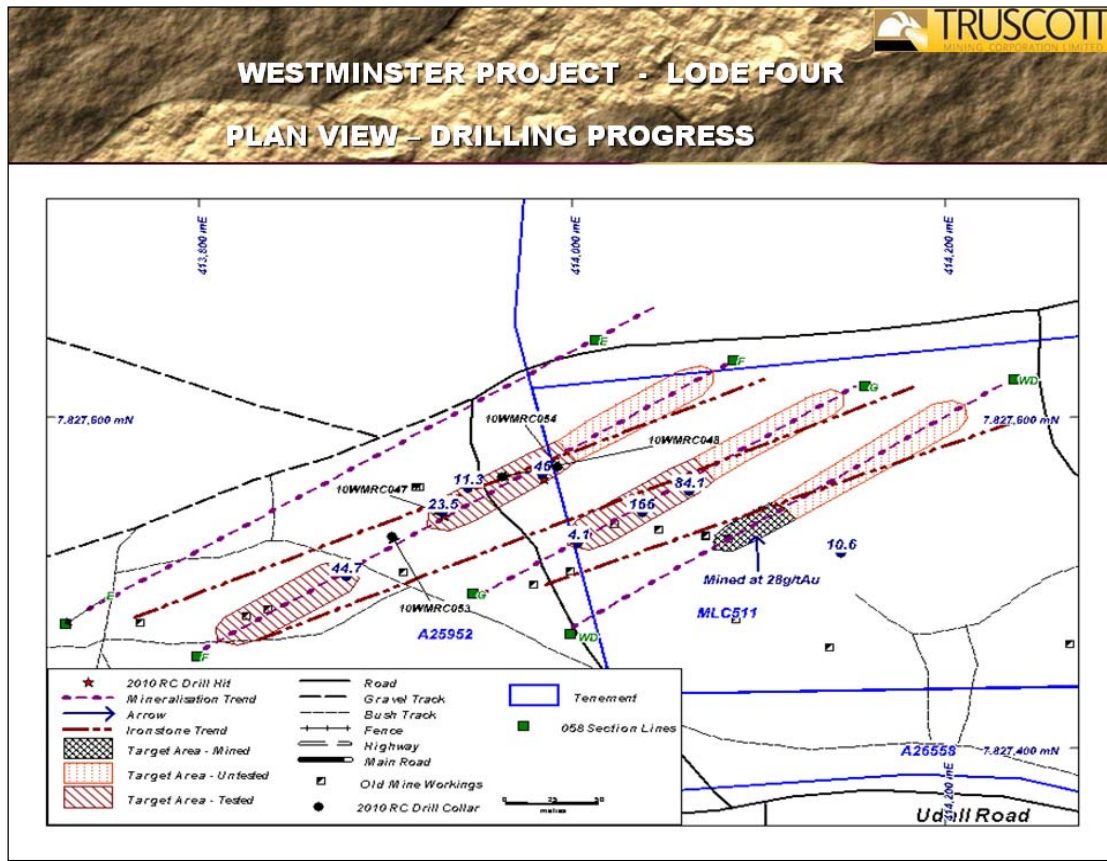 TRUSCOTT
MINING CORPORATION LIMITED
WESTMINSTER PROJECT - LODE FOUR
PLAN VIEW – DRILLING PROGRESS
413,800 mE
414,000 mE
414,200 mE
E
F
G
WD
7,827,600 mN
7,827,600 mN
10WMRC054
10WMRC048
11.3
46
10WMRC047
23.5
84.1
166
4.1
10.6
44.7
Mined at 28g/tAu
10WMRC053
E
G
MLC511
A25952
WD
F
2010 RC Drill Hit
Mineralisation Trend
Arrow
Ironstone Trend
Target Area - Mined
Target Area - Untested
Target Area - Tested
Road
Gravel Track
Bush Track
Fence
Highway
Main Road
Old Mine Workings
2010 RC Drill Collar
Tenement
058 Section Lines
0 25 50
metres
A26558
7,827,400 mN
414,200 mE
Udall Road